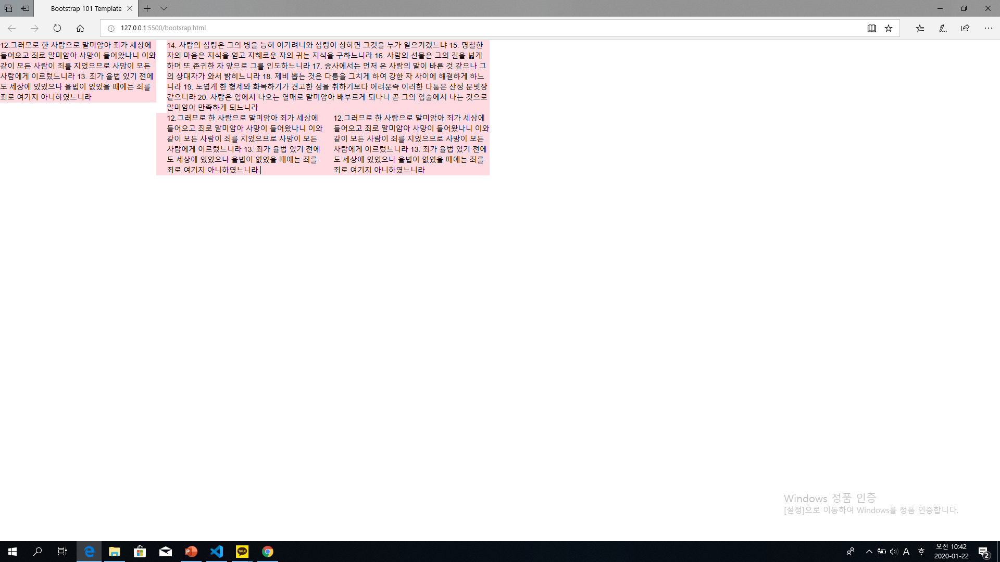 Bootstrap 101 Template
127.0.0.1:5500/bootsrap.html
12.그러므로 한 사람으로 말미암아 죄가 세상에
들어오고 죄로 말미암아 사망이 들어왔나니 이와
같이 모든 사람이 죄를 지었으므로 사망이 모든
사람에게 이르렀느니라 13. 죄가 율법 있기 전에
도 세상에 있었으나 율법이 없었을 때에는 죄를
죄로 여기지 아니하였느니라
14. 사람의 심령은 그의 병을 능히 이기려니와 심령이 상하면 그것을 누가 일으키겠느냐 15. 명철한
자의 마음은 지식을 얻고 지혜로운 자의 귀는 지식을 구하느니라 16. 사람의 선물은 그의 길을 넓게
하며 또 존귀한 자 앞으로 그를 인도하느니라 17. 송사에서는 먼저 온 사람의 말이 바른 것 같으나 그
의 상대자가 와서 밝히느니라 18. 제비 뽑는 것은 다툼을 그치게 하여 강한 자 사이에 해결하게 하느
니라 19. 노엽게 한 형제와 화목하기가 견고한 성을 취하기보다 어려운즉 이러한 다툼은 산성 문빗장
같으니라 20. 사람은 입에서 나오는 열매로 말미암아 배부르게 되나니 곧 그의 입술에서 나는 것으로
말미암아 만족하게 되느니라
12.그러므로 한 사람으로 말미암아 죄가 세상에
들어오고 죄로 말미암아 사망이 들어왔나니 이와
같이 모든 사람이 죄를 지었으므로 사망이 모든
사람에게 이르렀느니라 13. 죄가 율법 있기 전에
도 세상에 있었으나 율법이 없었을 때에는 죄를
죄로 여기지 아니하였느니라
12.그러므로 한 사람으로 말미암아 죄가 세상에
들어오고 죄로 말미암아 사망이 들어왔나니 이와
같이 모든 사람이 죄를 지었으므로 사망이 모든
사람에게 이르렀느니라 13. 죄가 율법 있기 전에
도 세상에 있었으나 율법이 없었을 때에는 죄를
죄로 여기지 아니하였느니라
Windows 정품 인증
[설정]으로 이동하여 Windows를 정품 인증합니다.
TALK
A 한
오전 10:42
2020-01-22
2